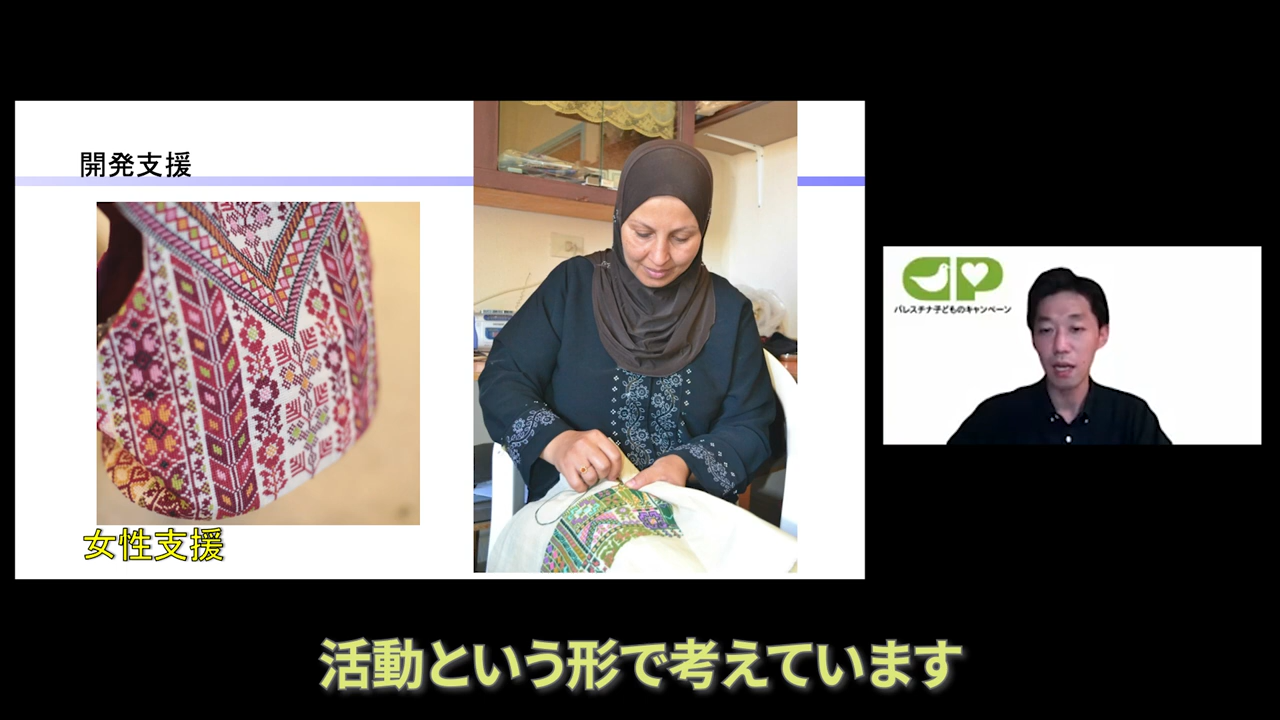 開発支援
女性支援
CP
パレスチナ子どものキャンペーン
活動という形で考えています